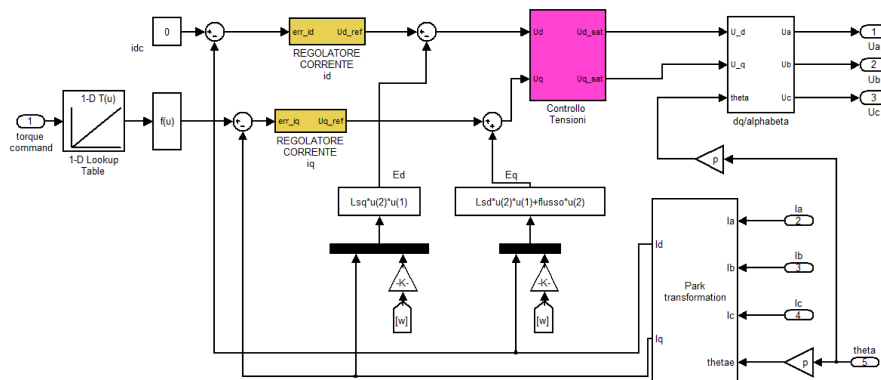 idc
0
err_id
Ud_ref
REGOLATORE
CORRENTE
id
Ud
Uq
Ud_sat
Uq_sat
Controllo
Tensioni
U_d
U_q
theta
Ua
Ub
Uc
dq/alphabeta
1
Ua
2
Ub
3
Uc
1
torque
command
1-D T(u)
1-D Lookup
Table
f(u)
err_iq
Uq_ref
REGOLATORE
CORRENTE
iq
Ed
Lsq*u(2)*u(1)
Eq
Lsd*u(2)*u(1)+flusso*u(2)
-K-
[w]
-K-
[w]
p
Id
Iq
Park
transformation
Ia
Ib
Ic
thetae
Ia
2
Ib
3
Ic
4
p
theta
5